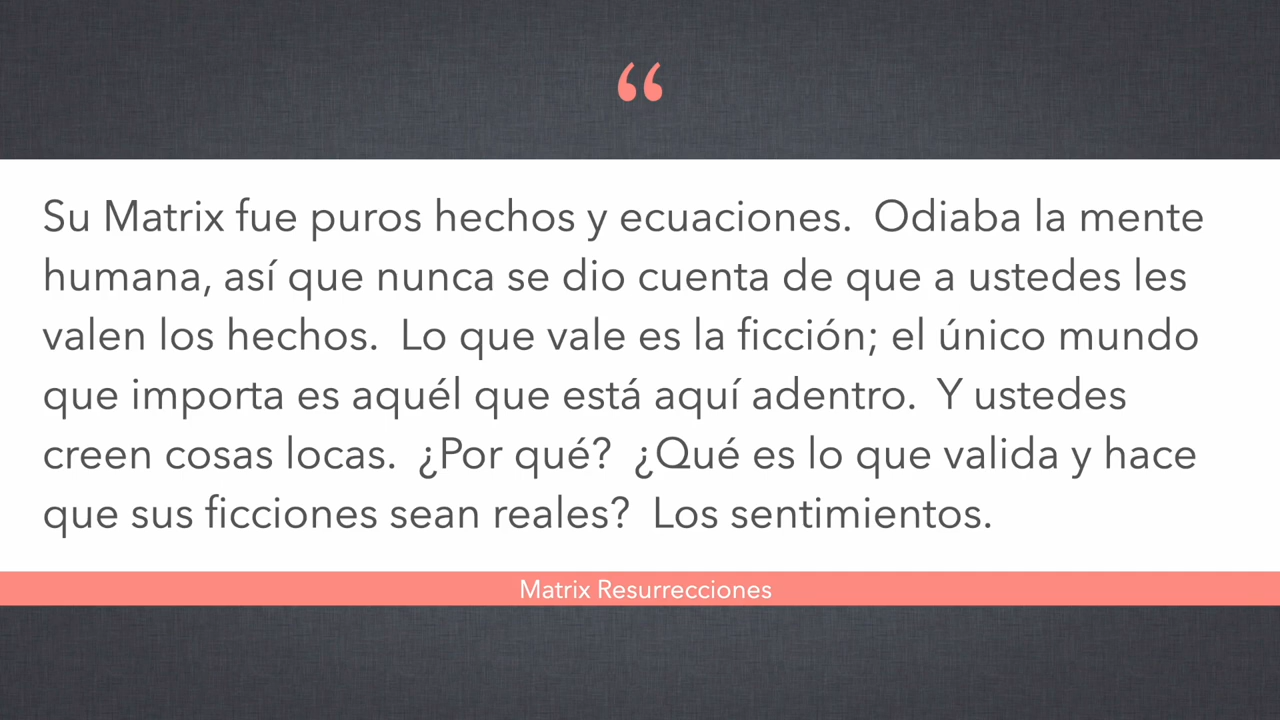 “
Su Matrix fue puros hechos y ecuaciones.  Odiaba la mente
humana, así que nunca se dio cuenta de que a ustedes les
valen los hechos.  Lo que vale es la ficción; el único mundo
que importa es aquél que está aquí adentro.  Y ustedes
creen cosas locas.  ¿Por qué?  ¿Qué es lo que valida y hace
que sus ficciones sean reales?  Los sentimientos.
Matrix Resurrecciones